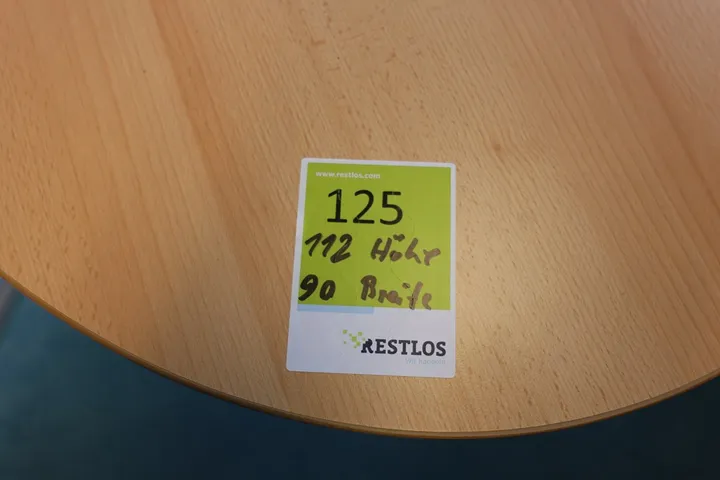 www.restlos.com
125
112 Höhe
90 Breite
RESTLOS